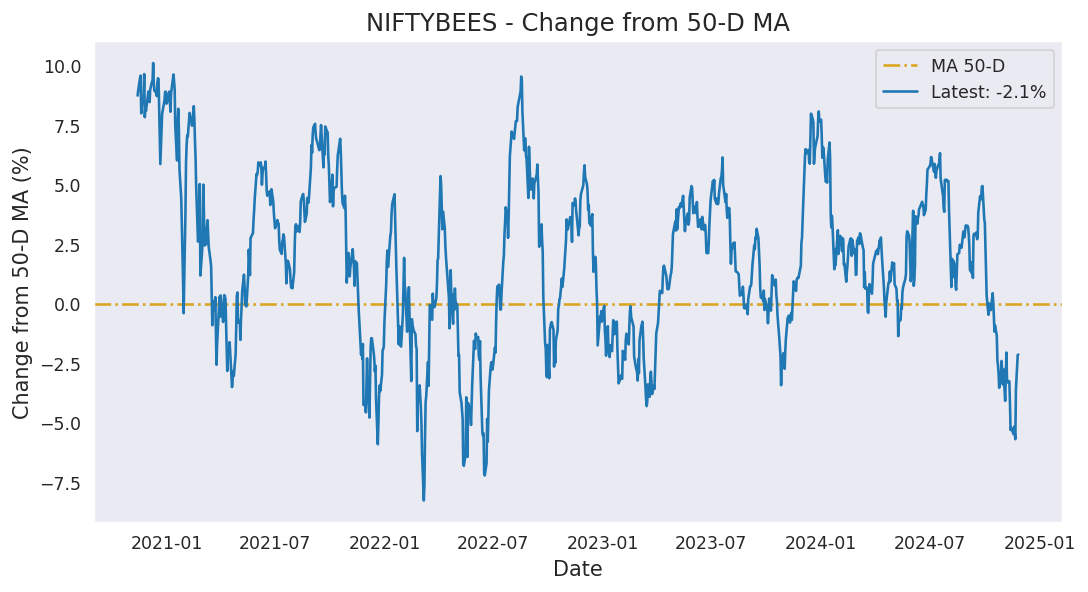 NIFTYBEES - Change from 50-D MA
MA 50-D
Latest: -2.1%
Change from 50-D MA (%)
10.0
7.5
5.0
2.5
0.0
−2.5
−5.0
−7.5
2021-01 2021-07 2022-01 2022-07 2023-01 2023-07 2024-01 2024-07 2025-01
Date